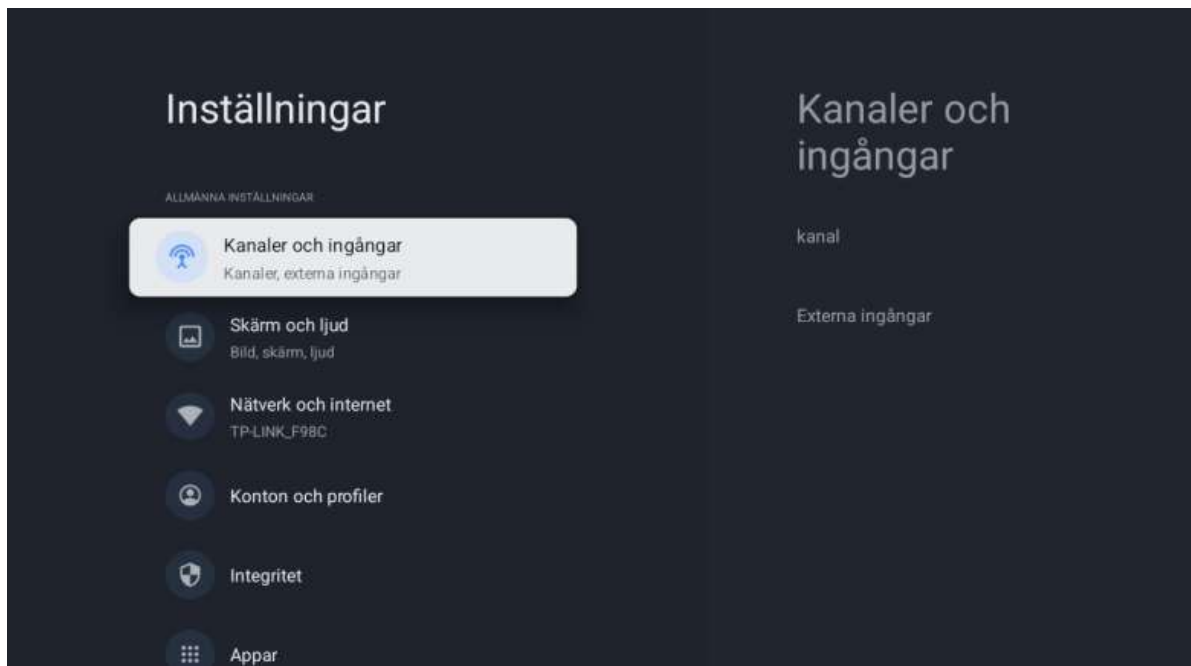 Inställningar
ALLMÄNNA INSTÄLLNINGAR
Kanaler och ingångar
Kanaler, externa ingångar
Skärm och ljud
Bild, skärm, ljud
Nätverk och internet
TP-LINK_F98C
Konton och profiler
Integritet
Appar
Kanaler och
ingångar
kanal
Externa ingångar